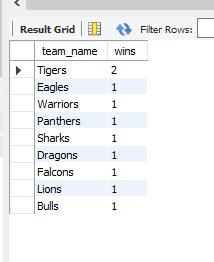 Result Grid Filter Rows:
team_name wins
Tigers 2
Eagles 1
Warriors 1
Panthers 1
Sharks 1
Dragons 1
Falcons 1
Lions 1
Bulls 1